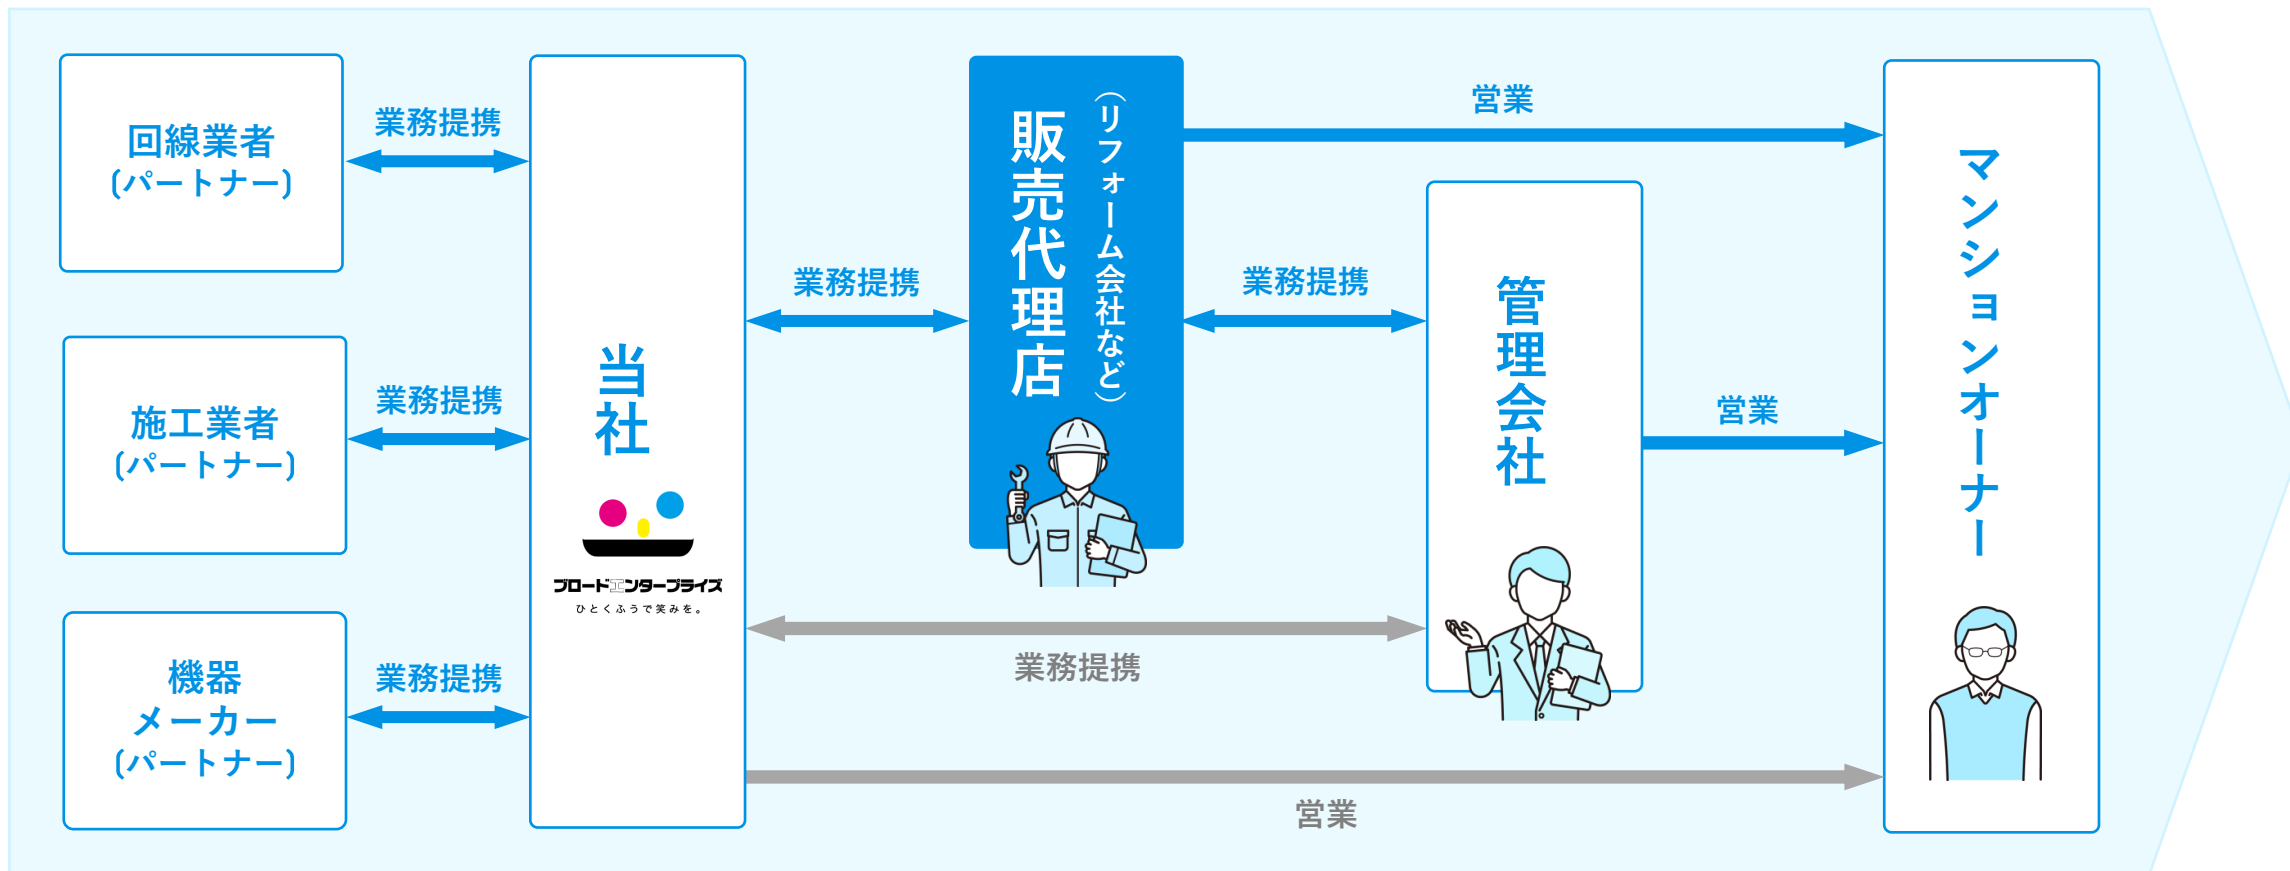 回線業者
(パートナー)
業務提携
施工業者
(パートナー)
業務提携
機器
メーカー
(パートナー)
業務提携
当社
ブロードエンタープライズ
ひとくふうで笑みを。
業務提携
販売代理店
(リフォーム会社など)
営業
業務提携
管理会社
営業
業務提携
営業
マンションオーナー